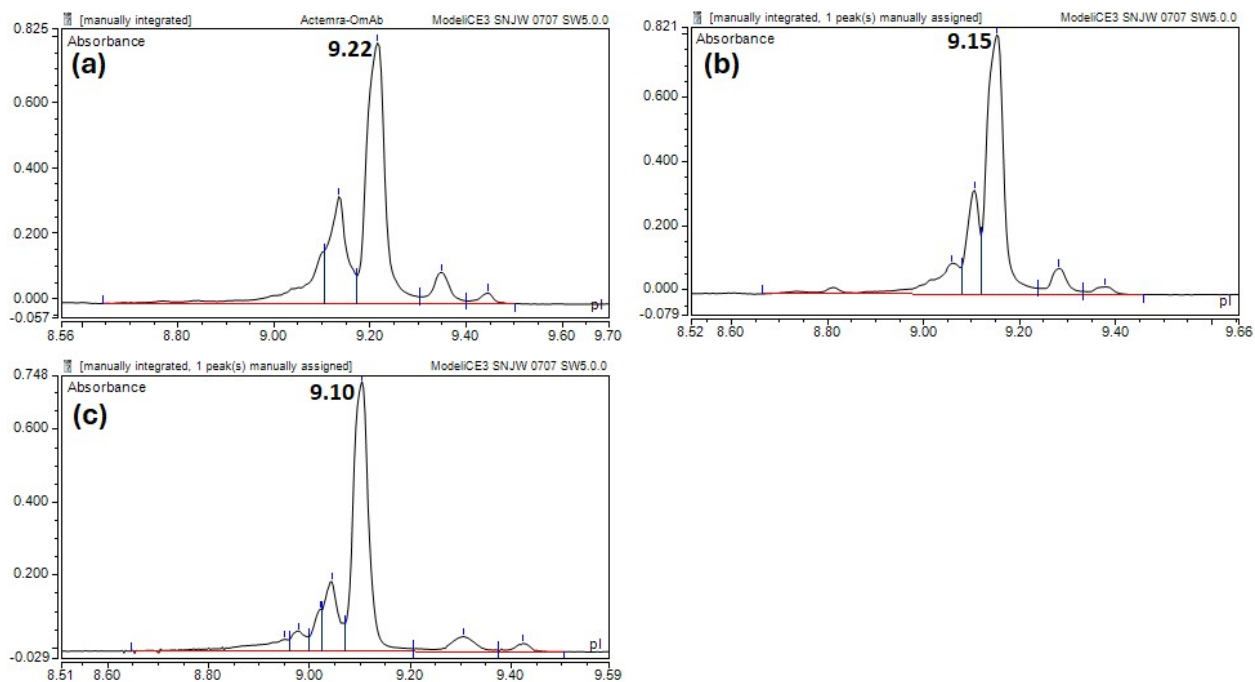 [manually integrated] Actemra-OmAb ModeliCE3 SNJW 0707 SW5.0.0
0.825
Absorbance
(a)
9.22
0.600
0.400
0.200
0.000
-0.057
pI
8.56 8.80 9.00 9.20 9.40 9.60 9.70
[manually integrated, 1 peak(s) manually assigned] ModeliCE3 SNJW 0707 SW5.0.0
0.821
Absorbance
(b)
9.15
0.600
0.400
0.200
0.000
-0.079
pI
8.52 8.60 8.80 9.00 9.20 9.40 9.66
[manually integrated, 1 peak(s) manually assigned] ModeliCE3 SNJW 0707 SW5.0.0
0.748
Absorbance
(c)
9.10
0.600
0.400
0.200
-0.029
pI
8.51 8.60 8.80 9.00 9.20 9.40 9.59